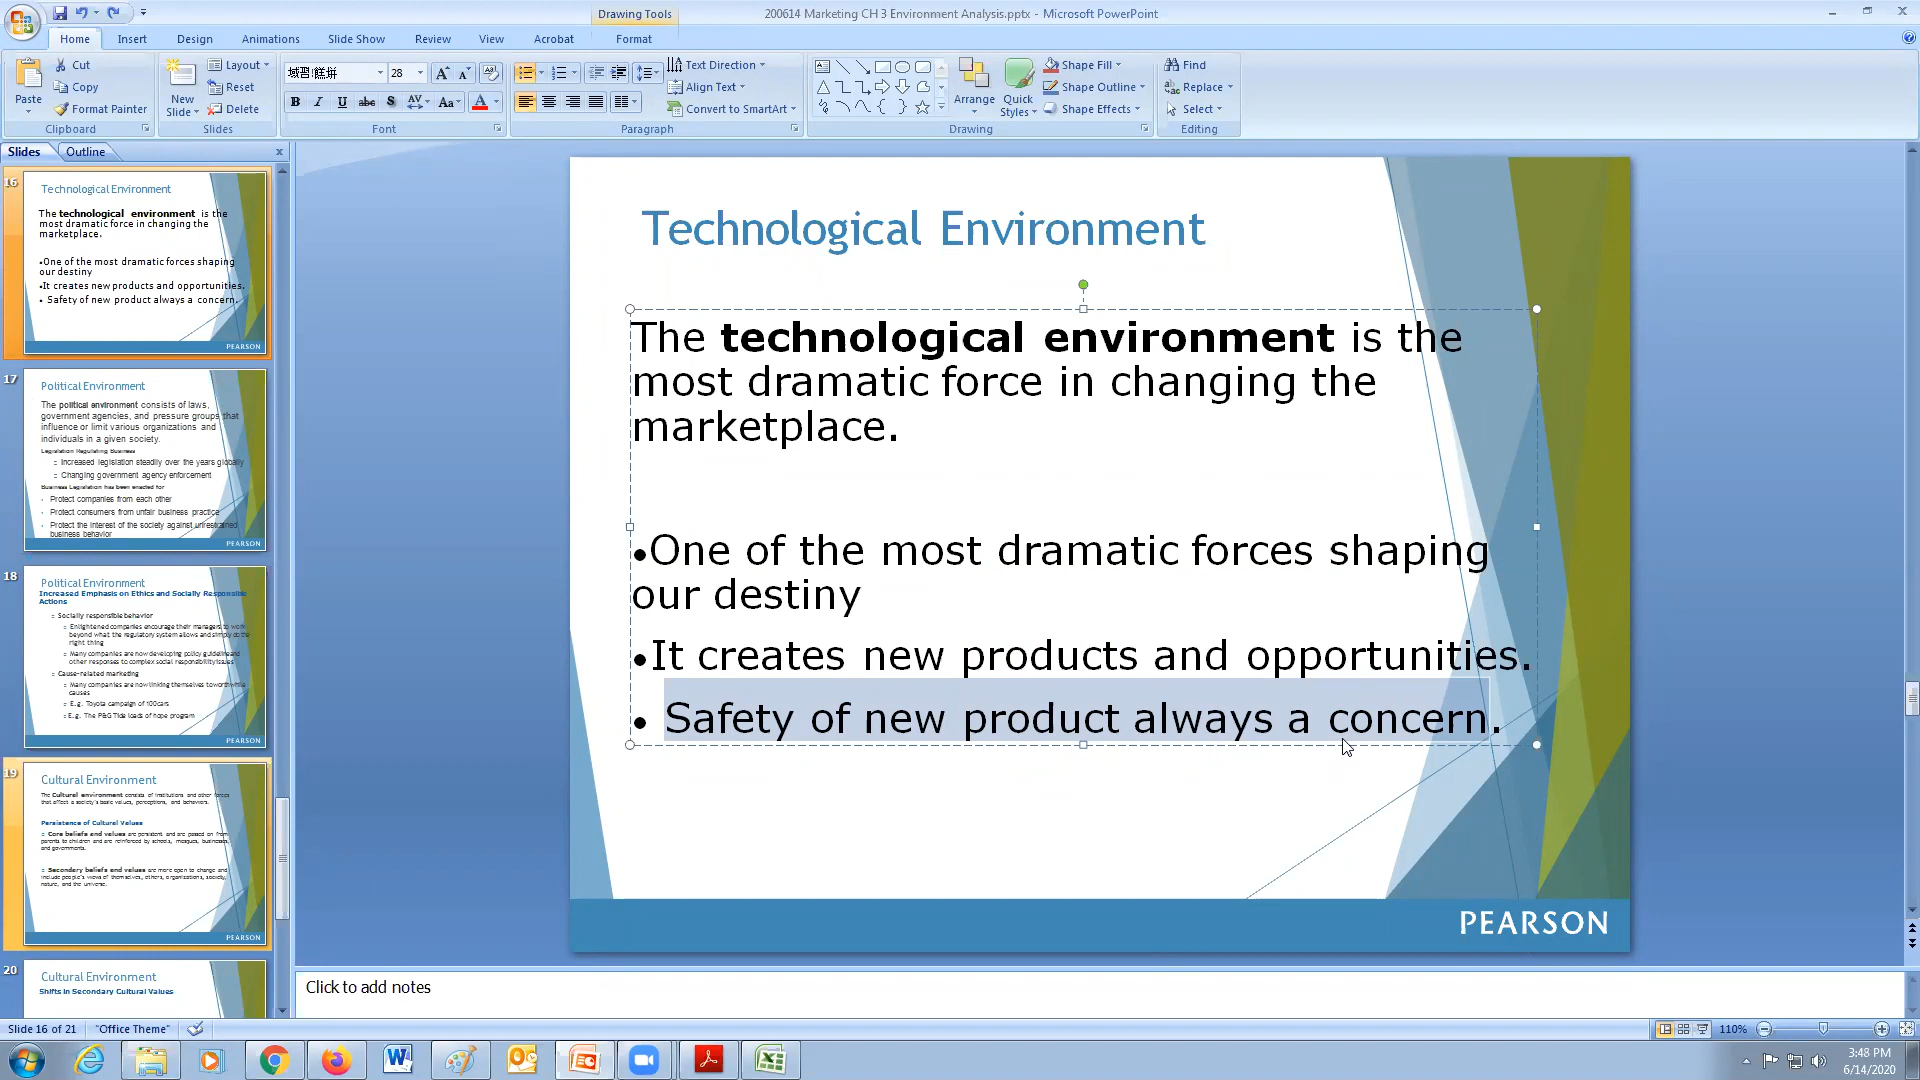 Drawing Tools
200614 Marketing CH 3 Environment Analysis.pptx - Microsoft PowerPoint
Home Insert Design Animations Slide Show Review View Acrobat Format
Paste
Cut
Copy
Format Painter
Clipboard
New
Slide
Layout
Reset
Delete
Slides
28
Font
Text Direction
Align Text
Convert to SmartArt
Paragraph
Arrange
Quick
Styles
Shape Fill
Shape Outline
Shape Effects
Drawing
Find
Replace
Select
Editing
Slides Outline
16
Technological Environment
The technological environment is the
most dramatic force in changing the
marketplace.
•One of the most dramatic forces shaping
our destiny
•It creates new products and opportunities.
• Safety of new product always a concern.
PEARSON
17
Political Environment
The political environment consists of laws,
government agencies, and pressure groups that
influence or limit various organizations and
individuals in a given society.
Legislation Regulating Business
Increased legislation steadily over the years globally
Changing government agency enforcement
Business Legislation has been enacted for
Protect companies from each other
Protect consumers from unfair business practice
Protect the interest of the society against unrestrained
business behavior
PEARSON
18
Political Environment
Increased Emphasis on Ethics and Socially Responsible
Actions
Socially responsible behavior
Enlightened companies encourage their managers to work
beyond what the regulatory system allows and simply do the
right thing
Many companies are now developing policy guideline and
other responses to complex social responsibility issues
Cause-related marketing
Many companies are now linking themselves to worthwhile
causes
E.g. Toyota campaign of 100cars
E.g. The P&G Tide loads of hope program
PEARSON
19
Cultural Environment
The Cultural environment consists of institutions and other forces
that affect a society's basic values, perceptions, and behaviors.
Persistence of Cultural Values
Core beliefs and values are persistent and are passed on from
parents to children and are reinforced by schools, mosques, businesses,
and governments.
Secondary beliefs and values are more open to change and
include people's views of themselves, others, organizations, society,
nature, and the universe.
PEARSON
20
Cultural Environment
Shifts in Secondary Cultural Values
Technological Environment
The technological environment is the
most dramatic force in changing the
marketplace.
•One of the most dramatic forces shaping
our destiny
•It creates new products and opportunities.
• Safety of new product always a concern.
PEARSON
Click to add notes
Slide 16 of 21 "Office Theme" 110%
3:48 PM
6/14/2020